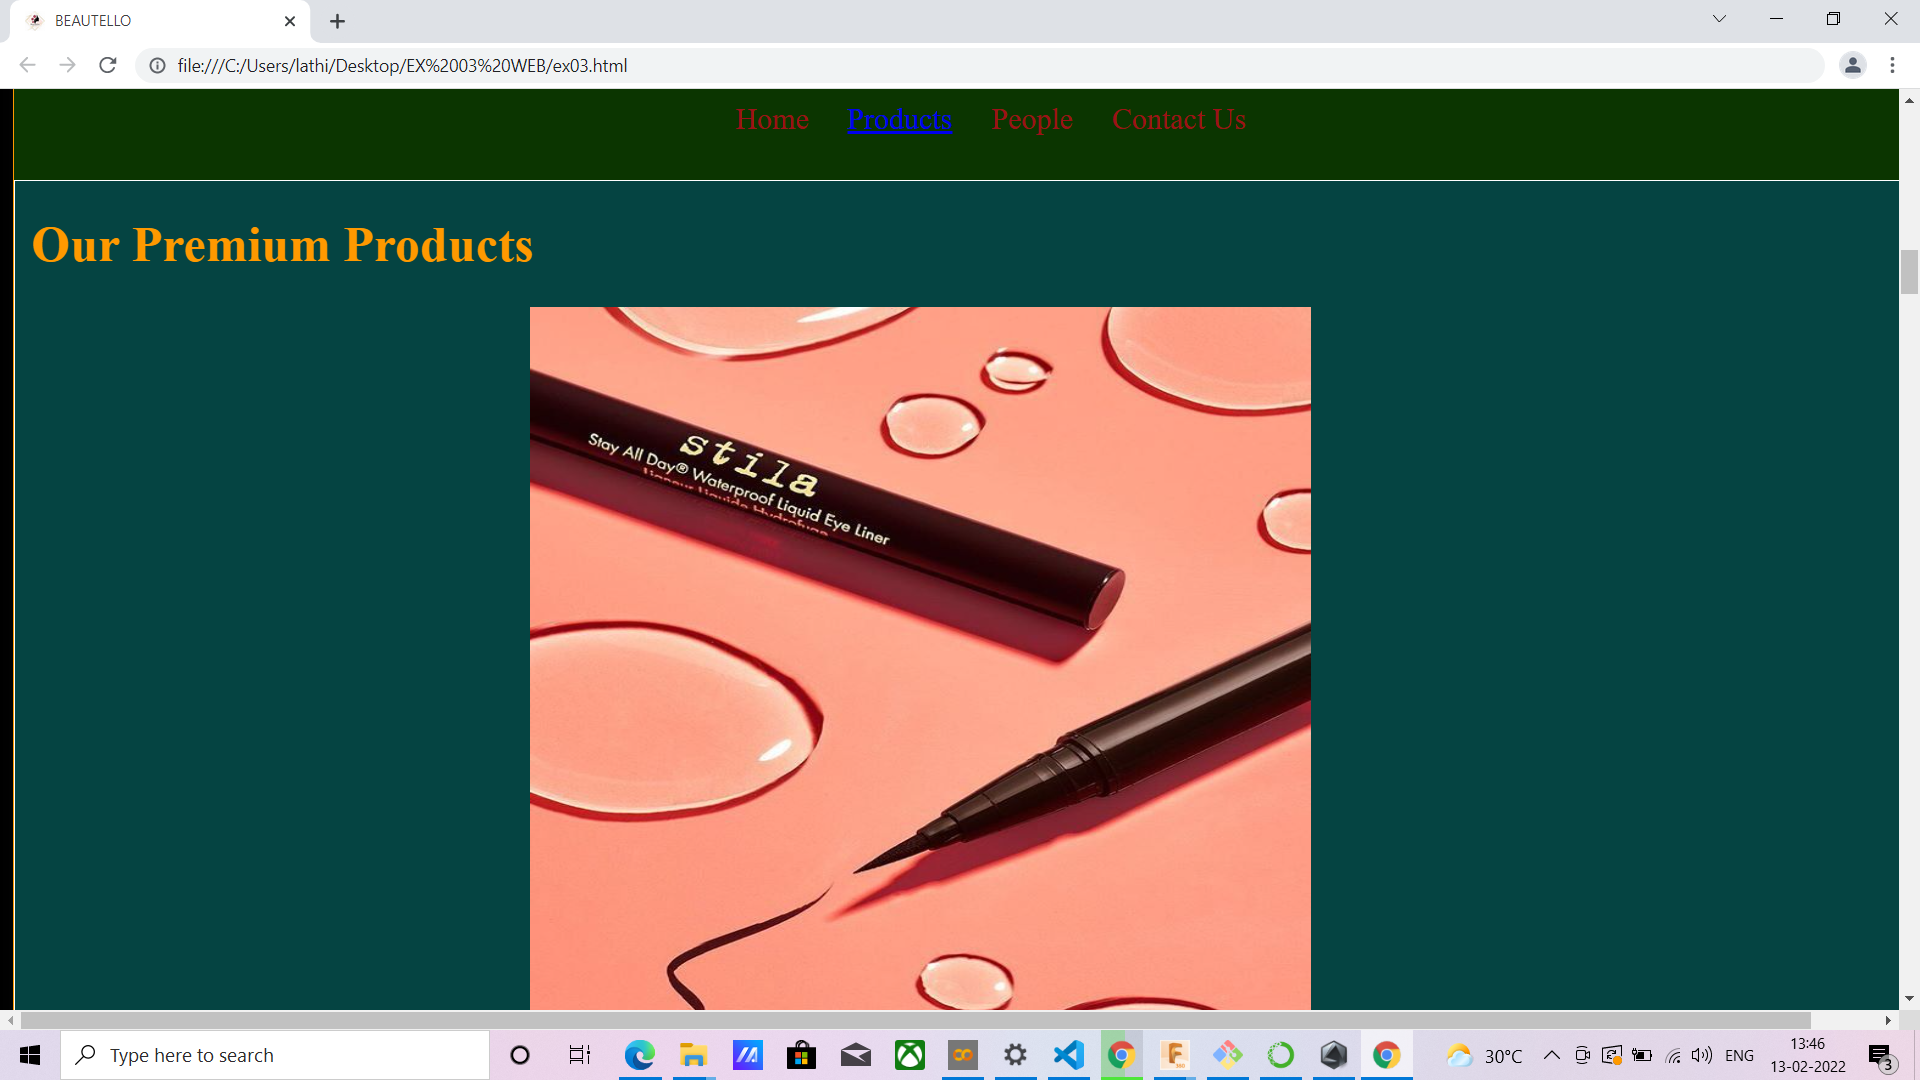 BEAUTELLO
file:///C:/Users/lathi/Desktop/EX%2003%20WEB/ex03.html
Home Products People Contact Us
Our Premium Products
stila
Stay All Day® Waterproof Liquid Eye Liner
Type here to search
30°C
ENG
13:46
13-02-2022
3